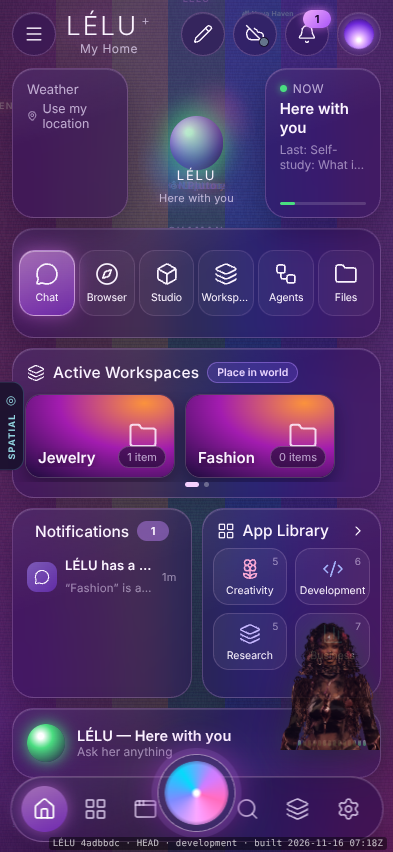 LÉLU +
My Home
1
Weather
Use my
location
LÉLU
Here with you
NOW
Here with
you
Last: Self-
study: What i...
Chat
Browser
Studio
Worksp...
Agents
Files
Active Workspaces
Place in world
SPATIAL
Jewelry
1 item
Fashion
0 items
Notifications
1
LÉLU has a ...
"Fashion" is a...
1m
App Library
Creativity
5
Development
6
Research
5
7
LÉLU — Here with you
Ask her anything
LÉLU 4adbbdc · HEAD · development · built 2026-11-16 07:18Z